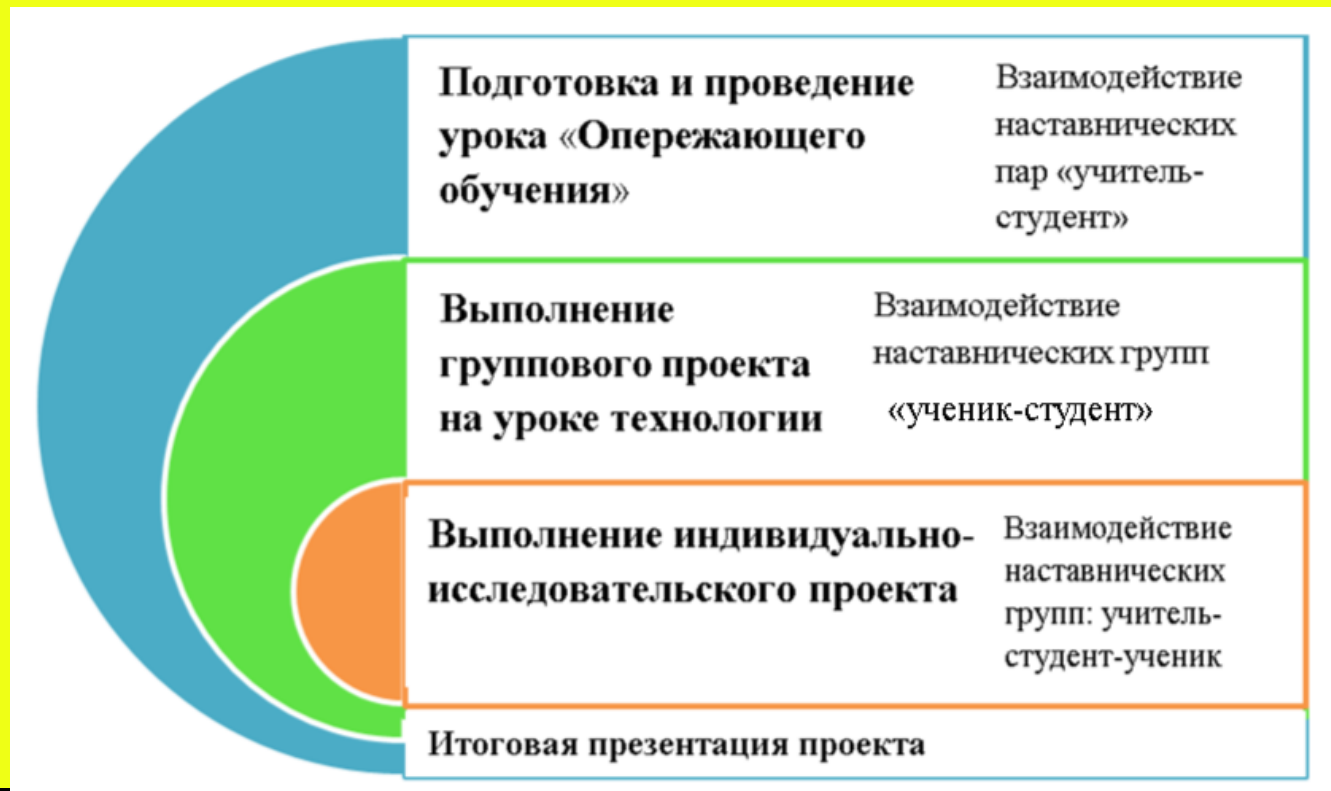 Подготовка и проведение
урока «Опережающего
обучения»
Взаимодействие
наставнических
пар «учитель-
студент»
Выполнение
группового проекта
на уроке технологии
Взаимодействие
наставнических групп
«ученик-студент»
Выполнение индивидуально-
исследовательского проекта
Взаимодействие
наставнических
групп: учитель-
студент-ученик
Итоговая презентация проекта